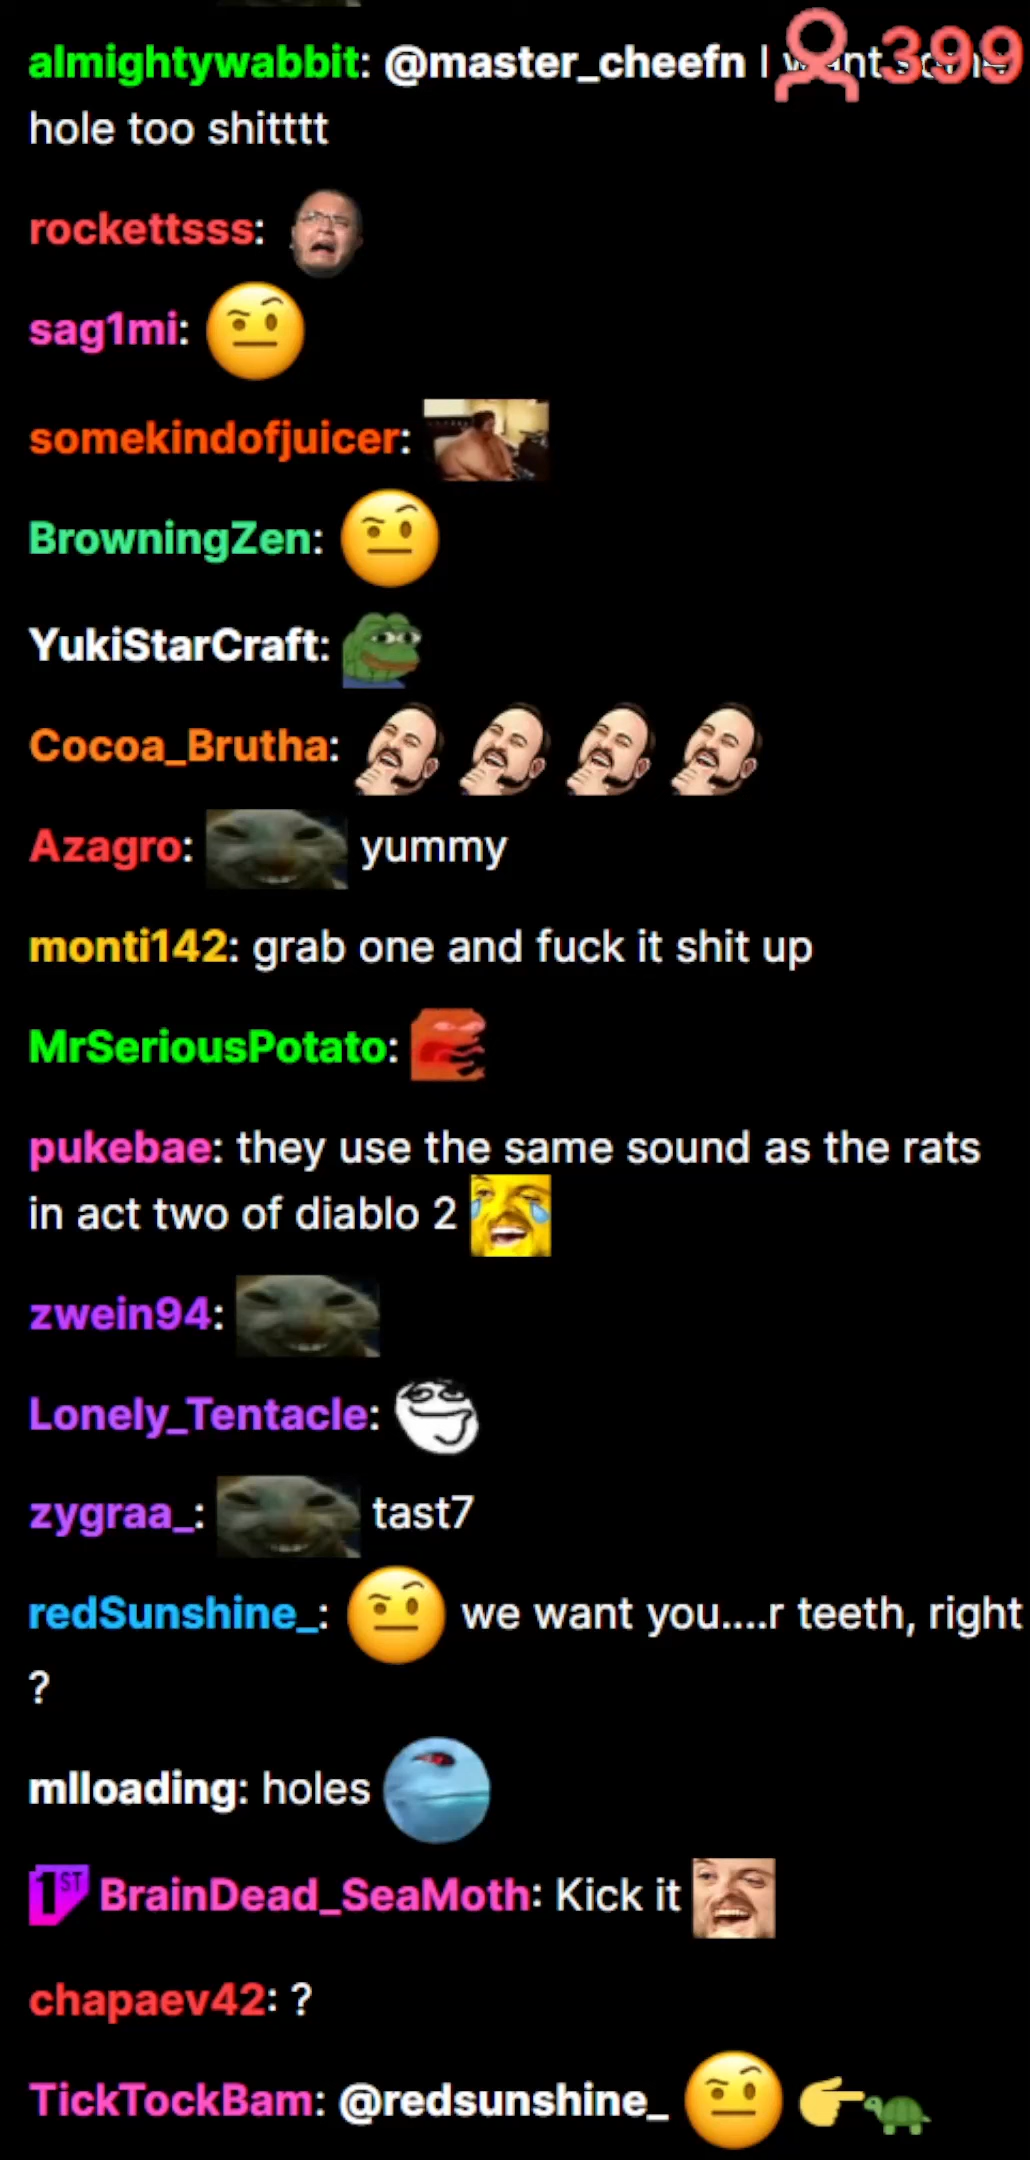 almightywabbit: @master_cheefn I want some
399
hole too shitttt
rockettsss:
sag1mi:
somekindofjuicer:
BrowningZen:
YukiStarCraft:
Cocoa_Brutha:
Azagro: yummy
monti142: grab one and fuck it shit up
MrSeriousPotato:
pukebae: they use the same sound as the rats
in act two of diablo 2
zwein94:
Lonely_Tentacle:
zygraa_: tast7
redSunshine_: we want you....r teeth, right
?
mlloading: holes
1ST BrainDead_SeaMoth: Kick it
chapaev42: ?
TickTockBam: @redsunshine_